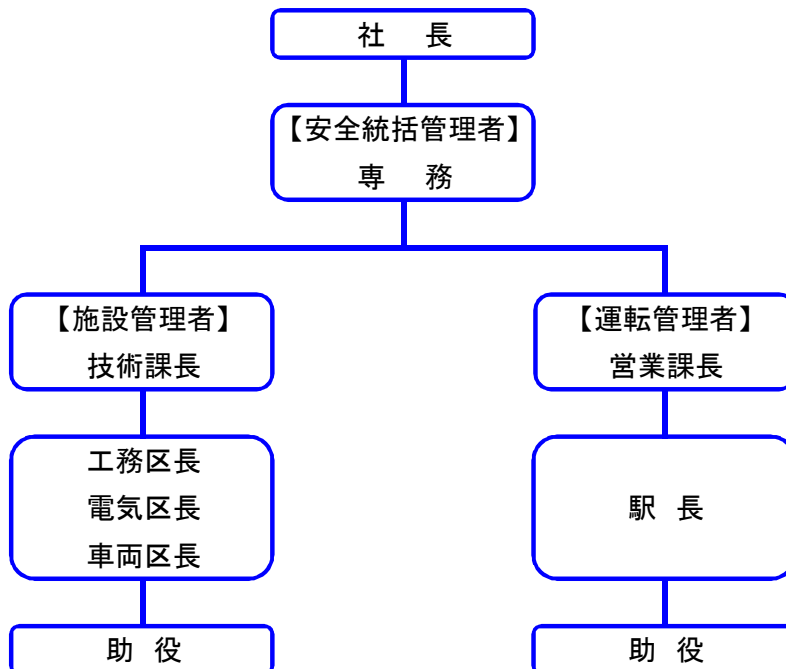 社 長
【安全統括管理者】
専 務
【施設管理者】
技術課長
【運転管理者】
営業課長
工務区長
電気区長
車両区長
駅 長
助 役
助 役